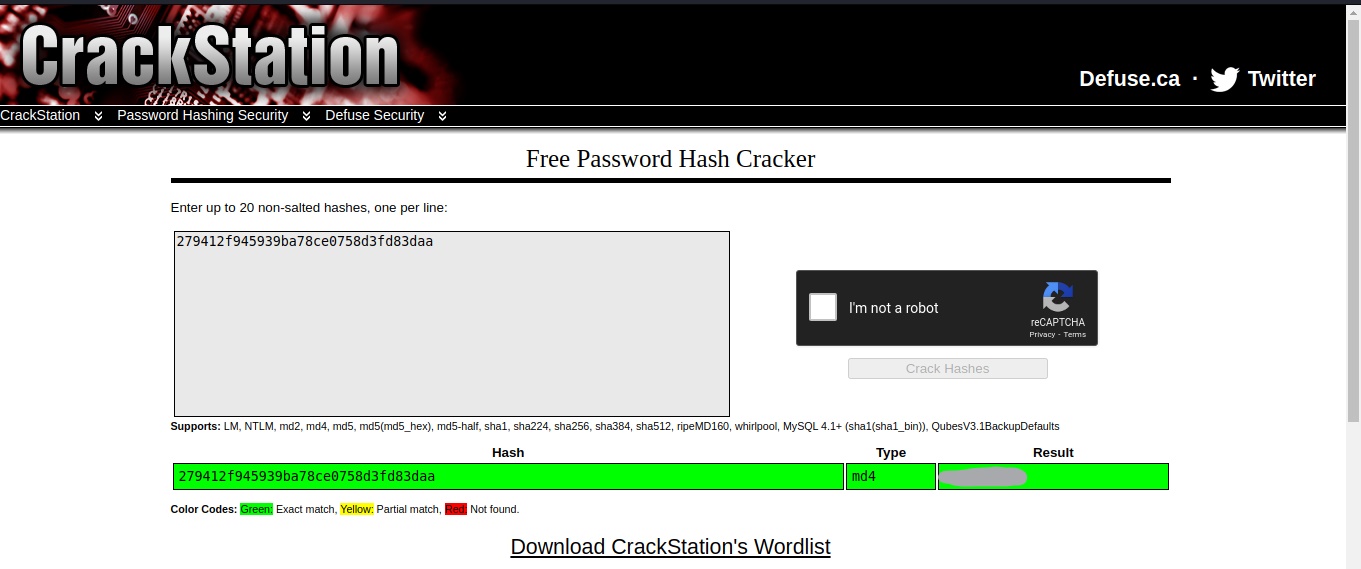 CrackStation
Defuse.ca · Twitter
CrackStation Password Hashing Security Defuse Security
Free Password Hash Cracker
Enter up to 20 non-salted hashes, one per line:
279412f945939ba78ce0758d3fd83daa
I'm not a robot
reCAPTCHA
Privacy - Terms
Crack Hashes
Supports: LM, NTLM, md2, md4, md5, md5(md5_hex), md5-half, sha1, sha224, sha256, sha384, sha512, ripeMD160, whirlpool, MySQL 4.1+ (sha1(sha1_bin)), QubesV3.1BackupDefaults
Hash Type Result
279412f945939ba78ce0758d3fd83daa md4
Color Codes: Green: Exact match, Yellow: Partial match, Red: Not found.
Download CrackStation's Wordlist